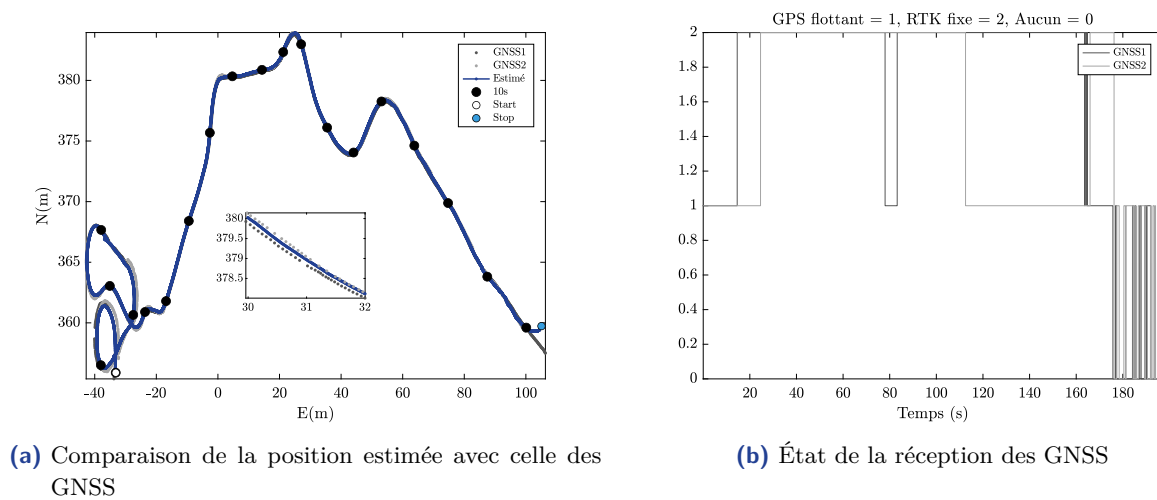 380
375
370
365
360
N(m)
-40
-20
0
20
40
60
80
100
E(m)
GNSS1
GNSS2
Estimé
10s
Start
Stop
380
379.5
379
378.5
30
31
32
(a) Comparaison de la position estimée avec celle des
GNSS
GPS flottant = 1, RTK fixe = 2, Aucun = 0
2
1.8
1.6
1.4
1.2
1
0.8
0.6
0.4
0.2
0
GNSS1
GNSS2
0
20
40
60
80
100
120
140
160
180
Temps (s)
(b) État de la réception des GNSS